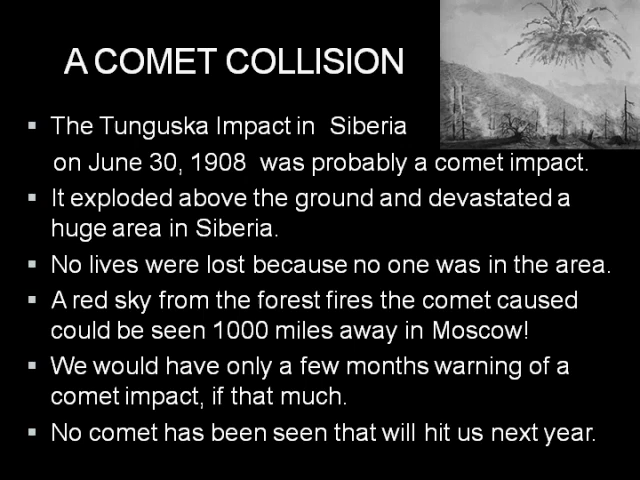 A COMET COLLISION
▪ The Tunguska Impact in Siberia
on June 30, 1908 was probably a comet impact.
▪ It exploded above the ground and devastated a
huge area in Siberia.
▪ No lives were lost because no one was in the area.
▪ A red sky from the forest fires the comet caused
could be seen 1000 miles away in Moscow!
▪ We would have only a few months warning of a
comet impact, if that much.
▪ No comet has been seen that will hit us next year.